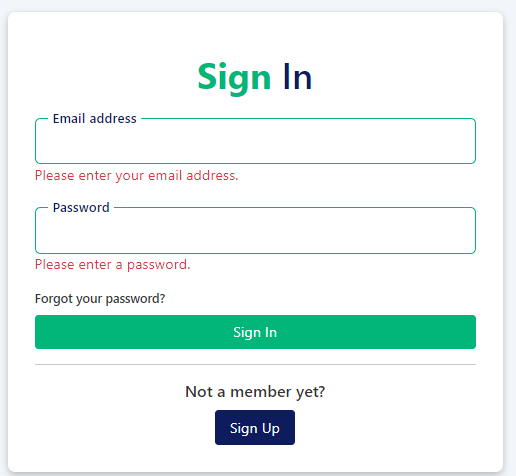 Sign In
Email address
Please enter your email address.
Password
Please enter a password.
Forgot your password?
Sign In
Not a member yet?
Sign Up